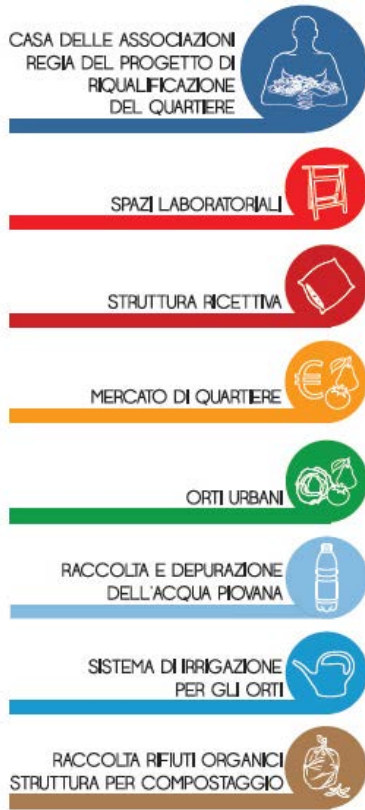 CASA DELLE ASSOCIAZIONI
REGIA DEL PROGETTO DI
RIQUALIFICAZIONE
DEL QUARTIERE
SPAZI LABORATORIALI
STRUTTURA RICETTIVA
MERCATO DI QUARTIERE
€
ORTI URBANI
RACCOLTA E DEPURAZIONE
DELL'ACQUA PIOVANA
SISTEMA DI IRRIGAZIONE
PER GLI ORTI
RACCOLTA RIFIUTI ORGANICI
STRUTTURA PER COMPOSTAGGIO